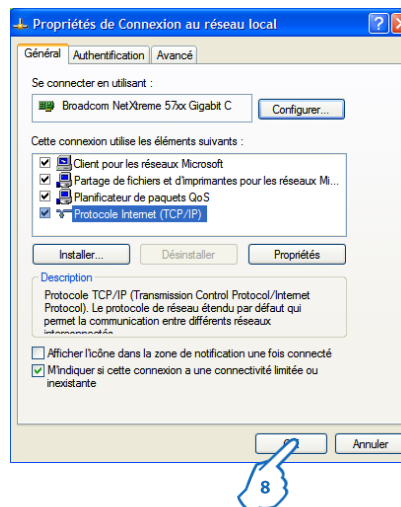 Propriétés de Connexion au réseau local
Général Authentification Avancé
Se connecter en utilisant :
Broadcom NetXtreme 57xx Gigabit C Configurer...
Cette connexion utilise les éléments suivants :
Client pour les réseaux Microsoft
Partage de fichiers et d'imprimantes pour les réseaux Mi...
Planificateur de paquets QoS
Protocole Internet (TCP/IP)
Installer... Désinstaller Propriétés
Description
Protocole TCP/IP (Transmission Control Protocol/Internet
Protocol). Le protocole de réseau étendu par défaut qui
permet la communication entre différents réseaux
Afficher l'icône dans la zone de notification une fois connecté
M'indiquer si cette connexion a une connectivité limitée ou
inexistante
Annuler
8